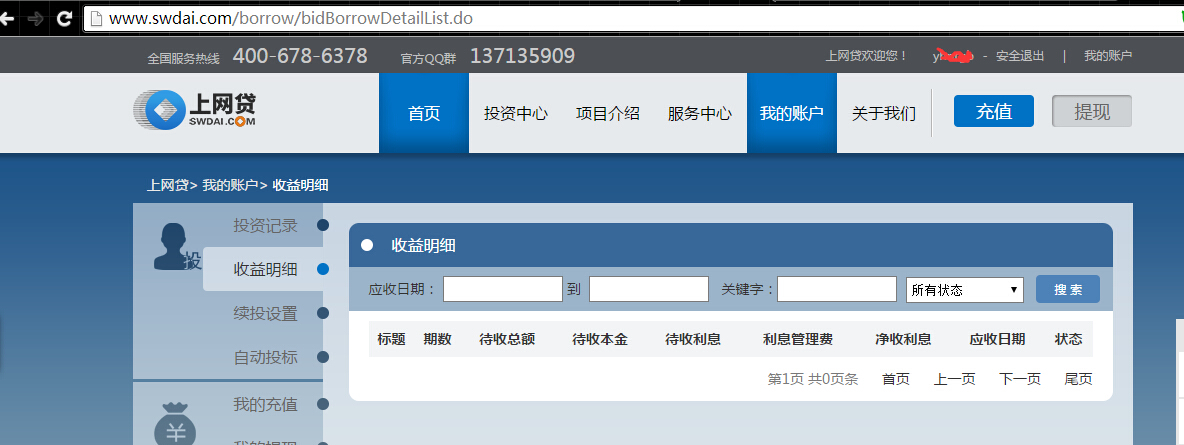 www.swdai.com/borrow/bidBorrowDetailList.do
全国服务热线 400-678-6378 官方QQ群 137135909 上网贷欢迎您！ - 安全退出 | 我的账户
上网贷 SWDAI.COM
首页 投资中心 项目介绍 服务中心 我的账户 关于我们 充值 提现
上网贷> 我的账户> 收益明细
投
投资记录
收益明细
续投设置
自动投标
我的充值
收益明细
应收日期： 到 关键字： 所有状态 搜 索
标题 期数 待收总额 待收本金 待收利息 利息管理费 净收利息 应收日期 状态
第1页 共0页条 首页 上一页 下一页 尾页